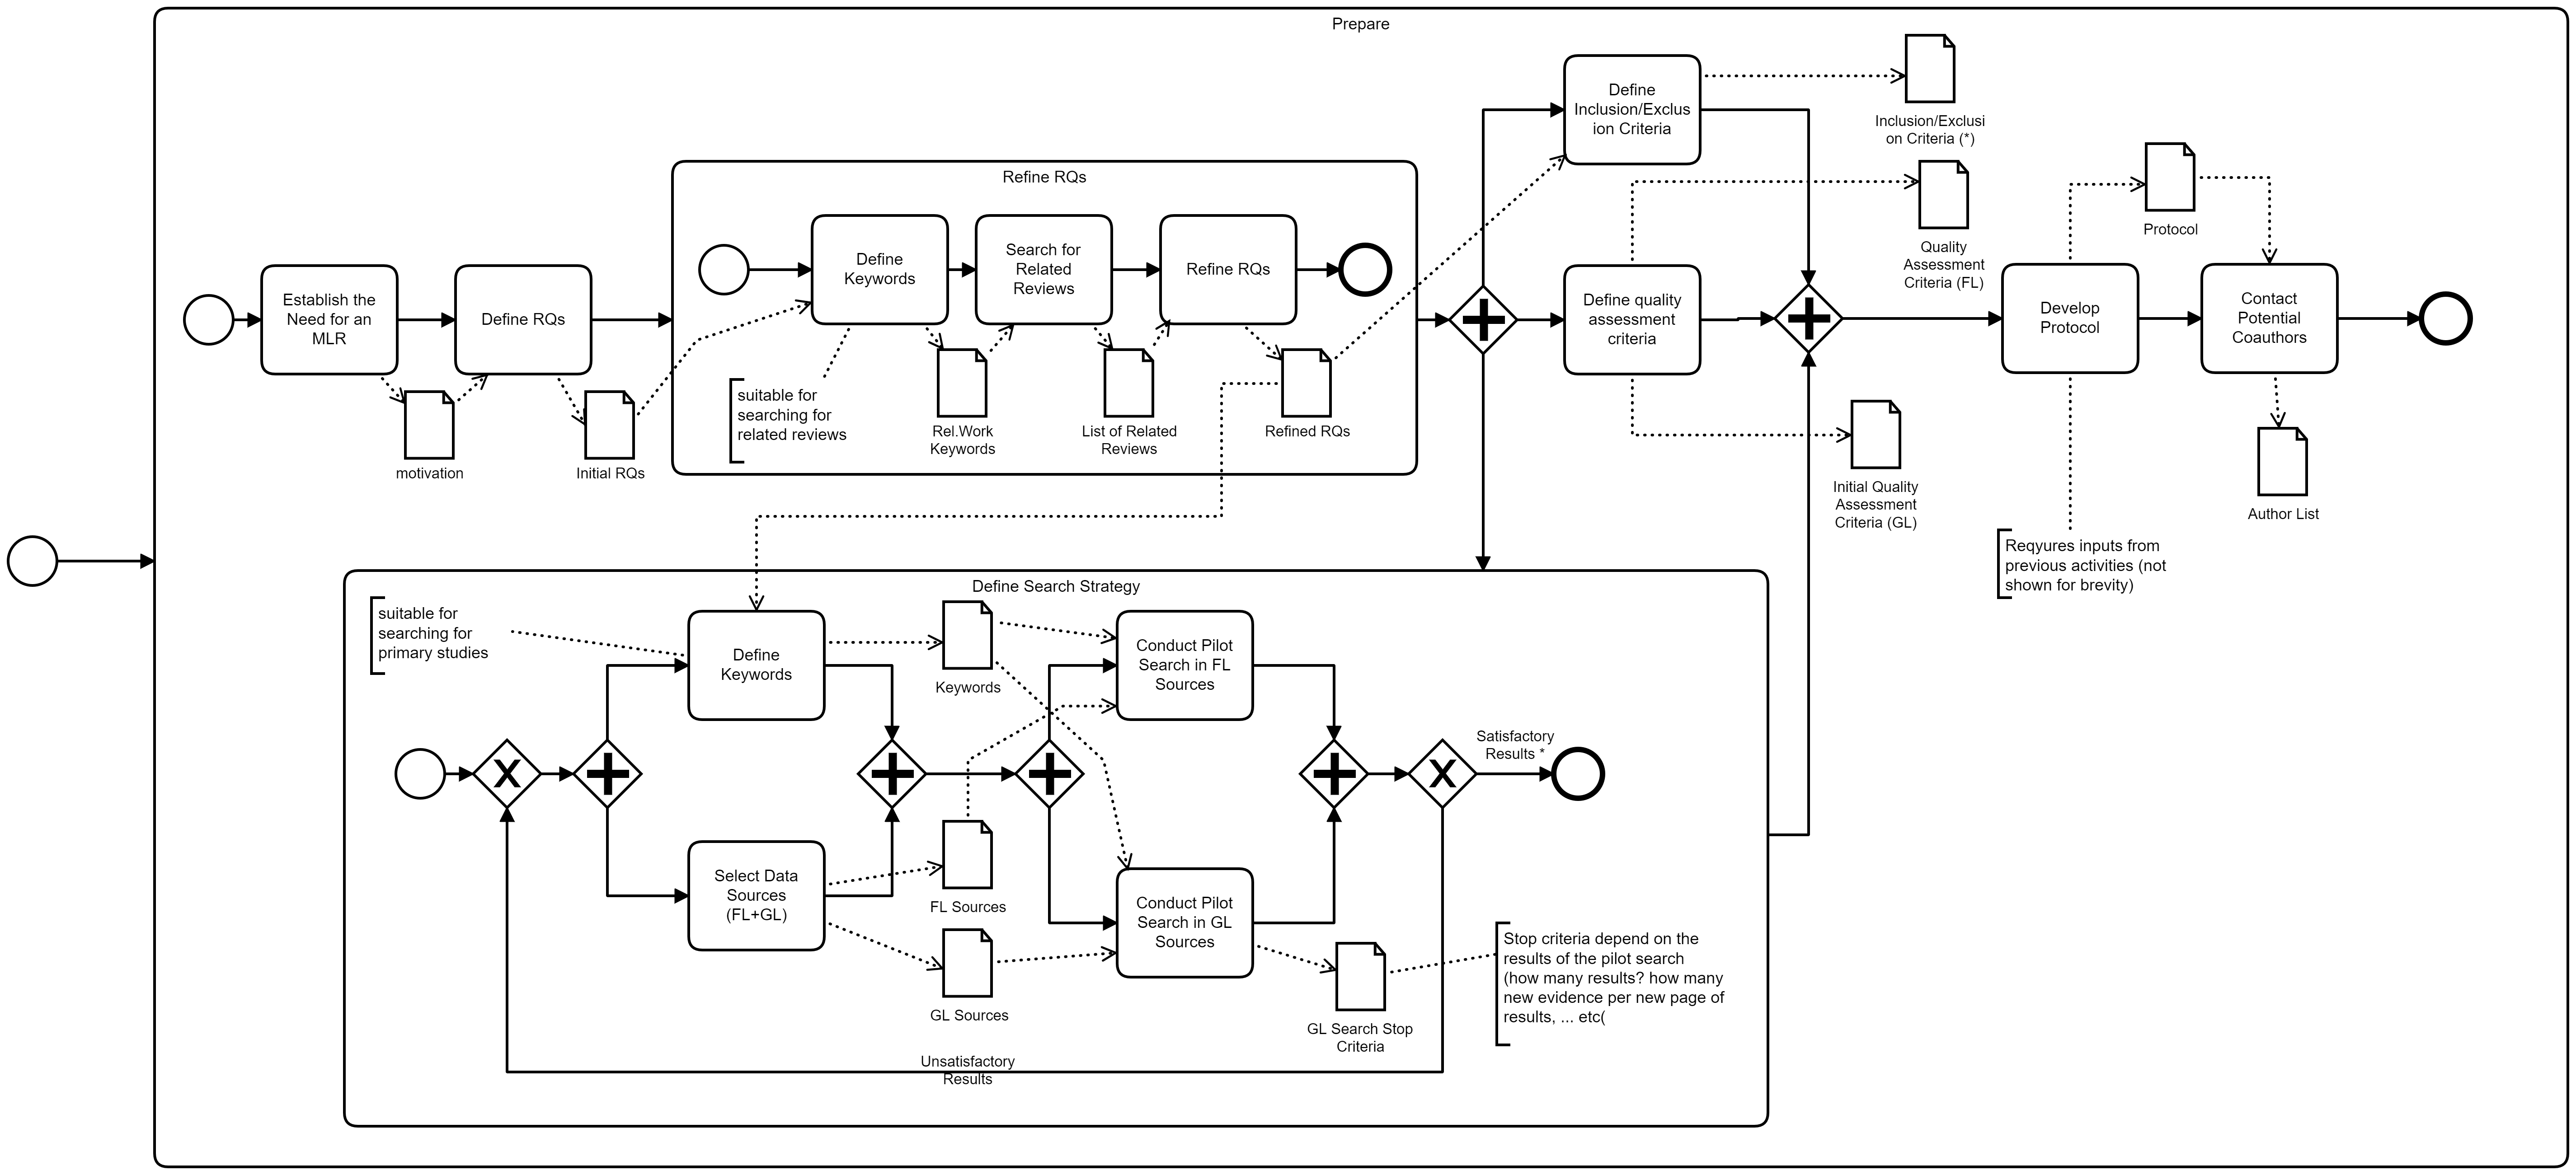 Prepare
Define
Inclusion/Exclus
ion Criteria
Inclusion/Exclusi
on Criteria (*)
Refine RQs
Establish the
Need for an
MLR
Define RQs
motivation
Initial RQs
Define
Keywords
Search for
Related
Reviews
Refine RQs
suitable for
searching for
related reviews
Rel.Work
Keywords
List of Related
Reviews
Refined RQs
Define quality
assessment
criteria
Quality
Assessment
Criteria (FL)
Initial Quality
Assessment
Criteria (GL)
Protocol
Develop
Protocol
Contact
Potential
Coauthors
Author List
Reqyures inputs from
previous activities (not
shown for brevity)
Define Search Strategy
suitable for
searching for
primary studies
Define
Keywords
Keywords
Conduct Pilot
Search in FL
Sources
X
X
Satisfactory
Results *
Select Data
Sources
(FL+GL)
FL Sources
GL Sources
Conduct Pilot
Search in GL
Sources
GL Search Stop
Criteria
Stop criteria depend on the
results of the pilot search
(how many results? how many
new evidence per new page of
results, ... etc(
Unsatisfactory
Results